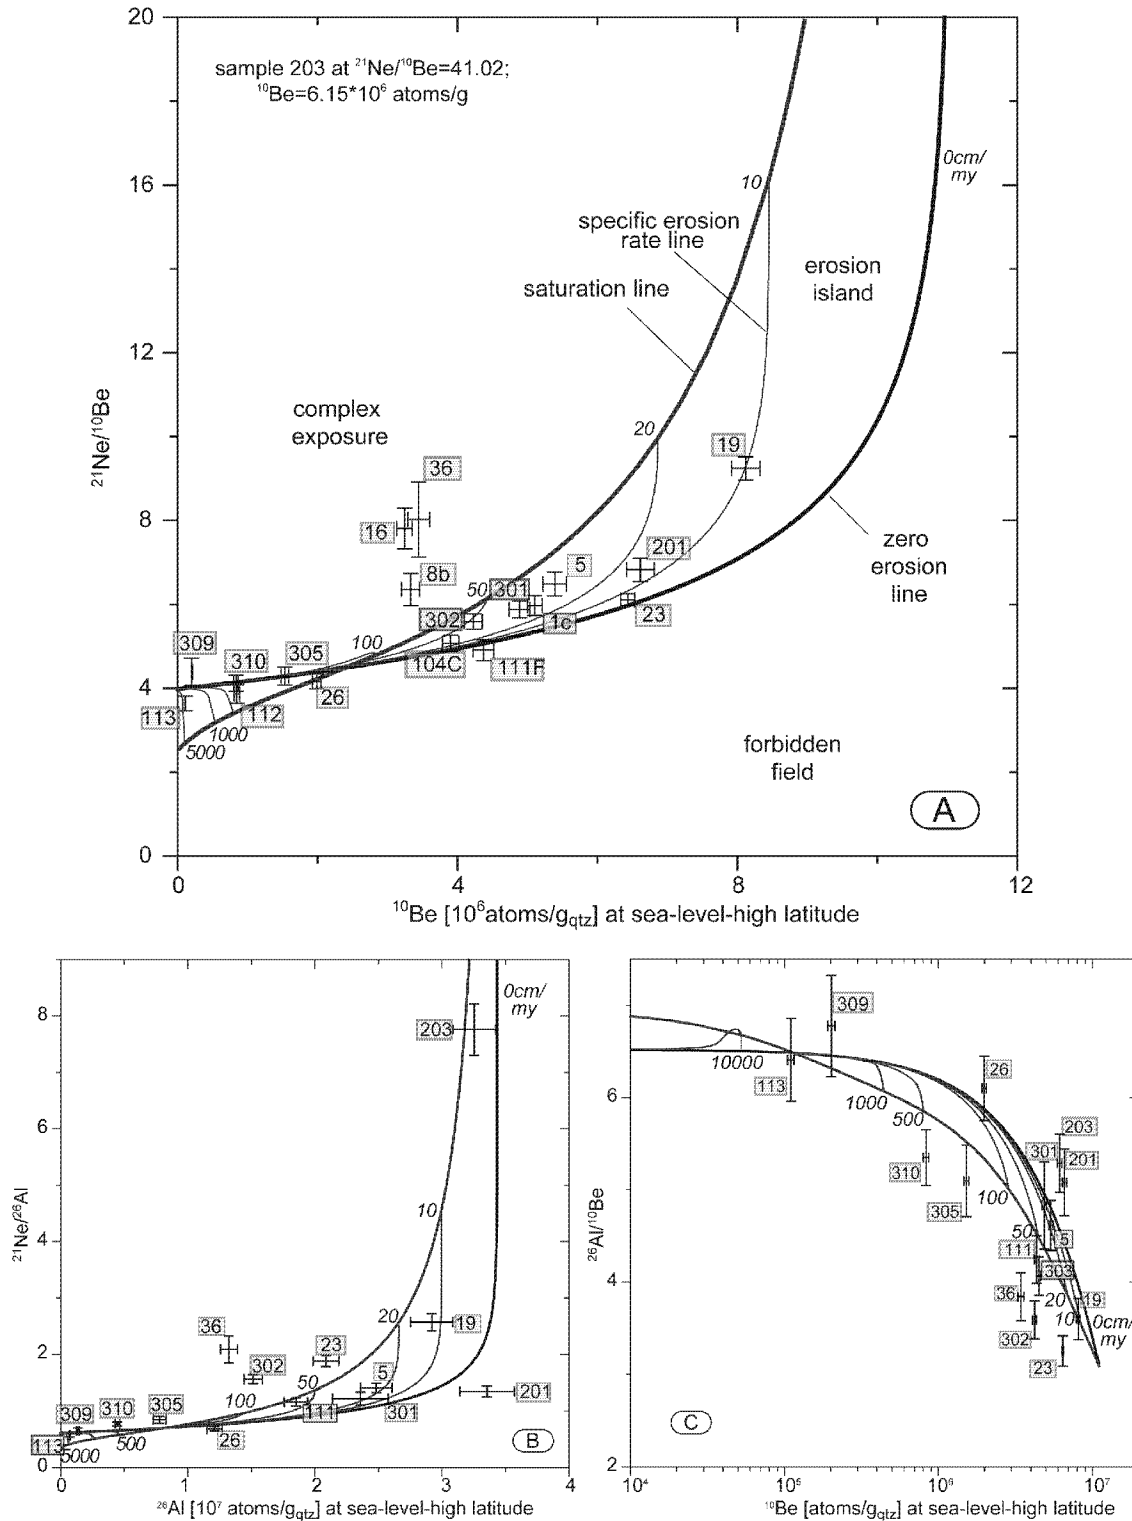 20
16
12
8
4
0
²¹Ne/¹⁰Be
sample 203 at ²¹Ne/¹⁰Be=41.02;
¹⁰Be=6.15*10⁶ atoms/g
0cm/
my
10
specific erosion
rate line
saturation line
erosion
island
complex
exposure
20
19
36
16
8b
50
301
5
201
302
1c
23
zero
erosion
line
100
104C
111F
309
310
305
26
113
112
1000
5000
forbidden
field
A
0
4
8
12
¹⁰Be [10⁶atoms/gqtz] at sea-level-high latitude
8
6
4
2
0
²¹Ne/²⁶Al
0cm/
my
203
10
20
19
36
23
302
5
50
100
201
309
310
305
111
301
26
500
113
5000
B
0
1
2
3
4
²⁶Al [10⁷ atoms/gqtz] at sea-level-high latitude
6
4
2
²⁶Al/¹⁰Be
309
10000
113
26
1000
500
203
301
201
310
305
100
50
5
111
303
36
20
19
10
0cm/
my
302
23
C
10⁴
10⁵
10⁶
10⁷
¹⁰Be [atoms/gqtz] at sea-level-high latitude